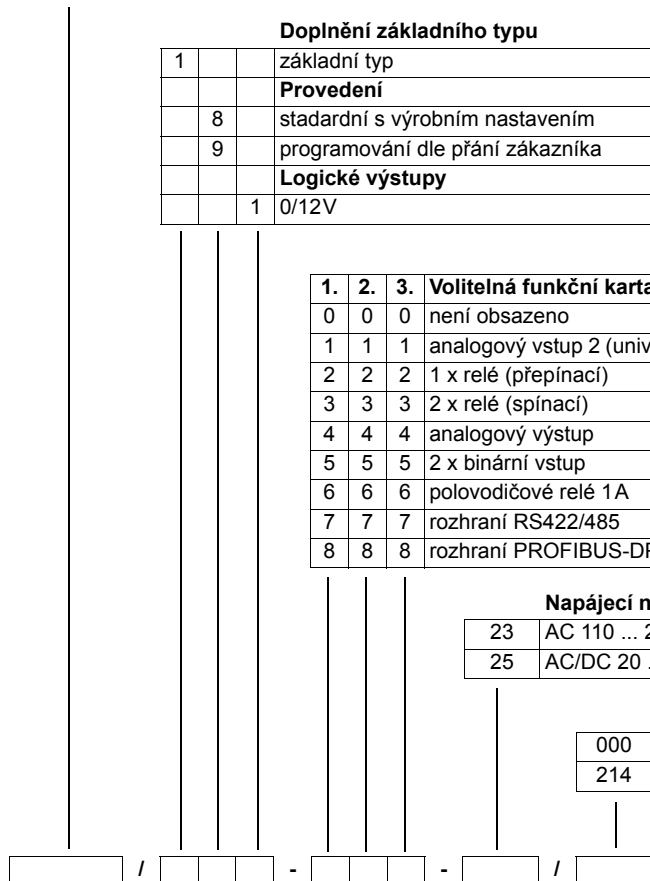 Doplnění základního typu
1 základní typ
Provedení
8 stadardní s výrobním nastavením
9 programování dle přání zákazníka
Logické výstupy
1 0/12V
1. 2. 3. Volitelná funkční karta
0 0 0 není obsazeno
1 1 1 analogový vstup 2 (univ
2 2 2 1 x relé (přepínací)
3 3 3 2 x relé (spínací)
4 4 4 analogový výstup
5 5 5 2 x binární vstup
6 6 6 polovodičové relé 1A
7 7 7 rozhraní RS422/485
8 8 8 rozhraní PROFIBUS-D
Napájecí n
23 AC 110 ... 2
25 AC/DC 20 .
000
214
/ - - /